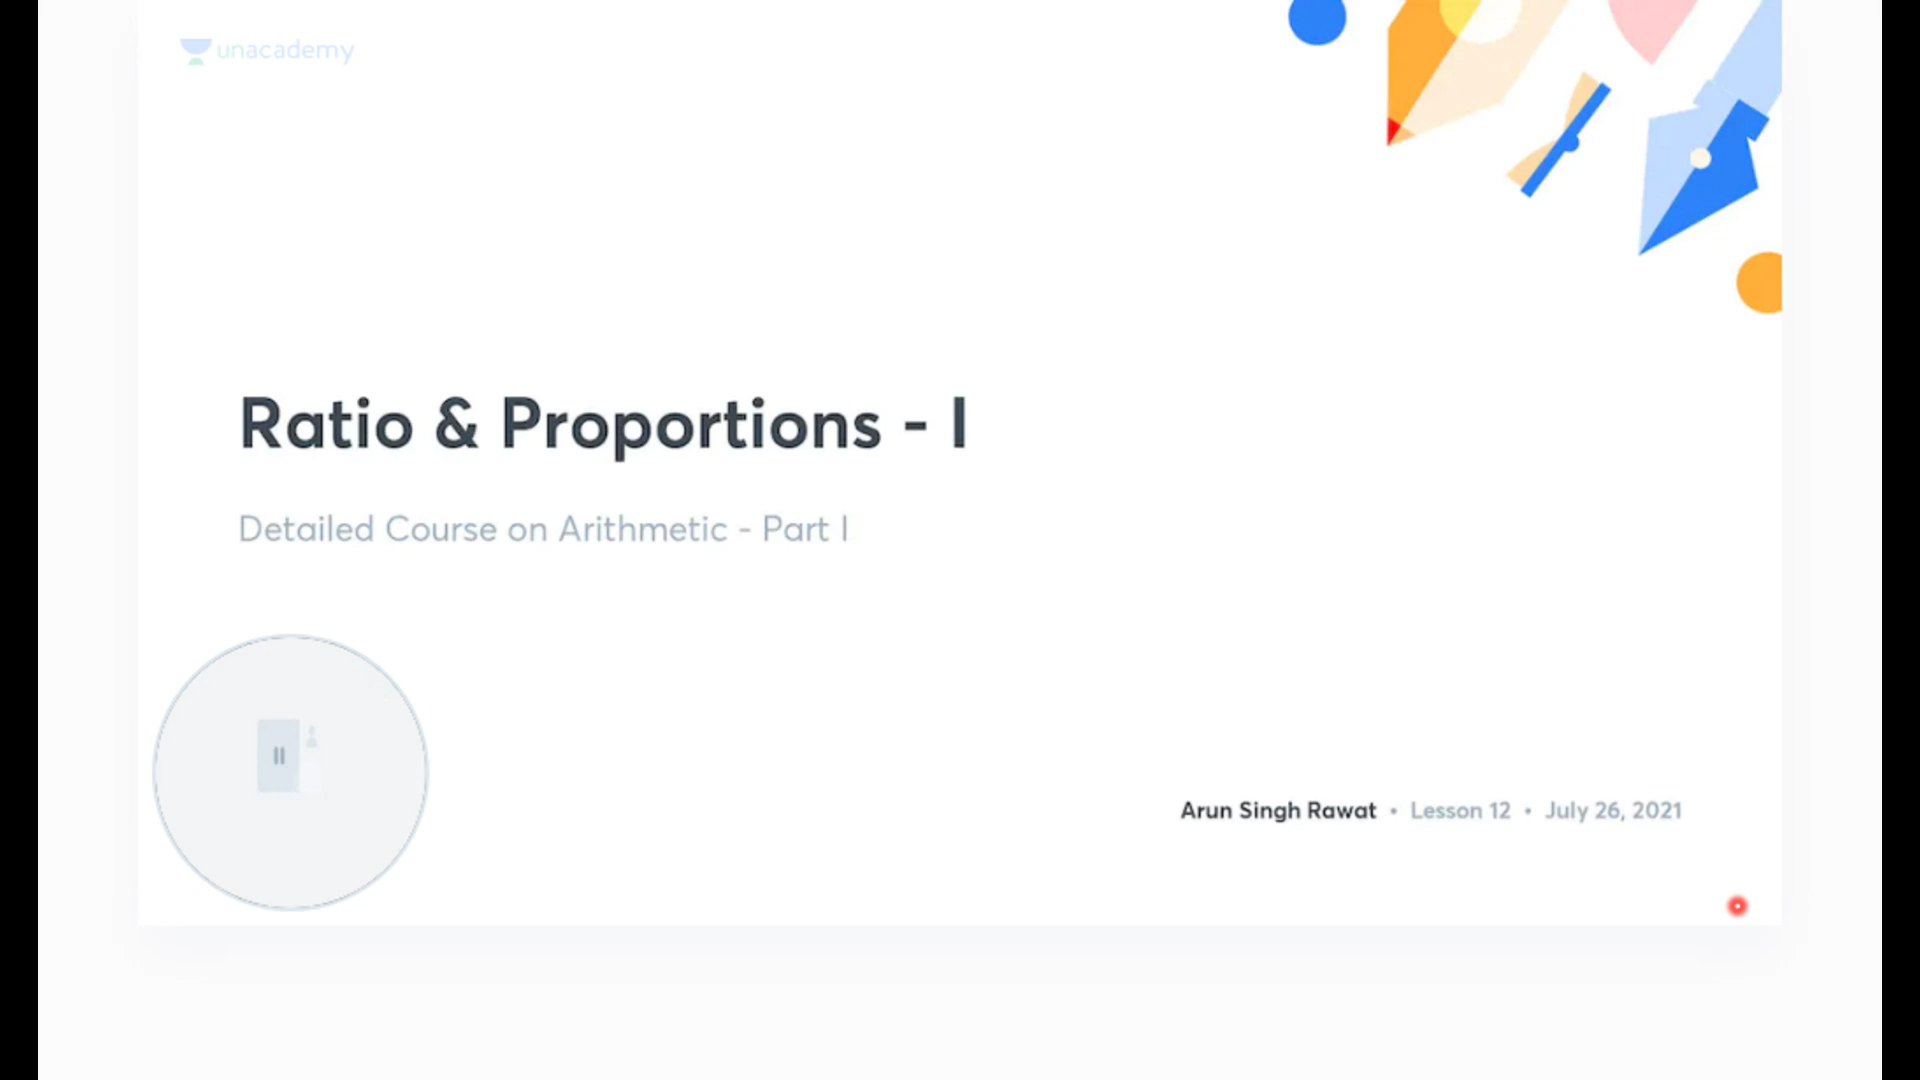 unacademy
Ratio & Proportions - I
Detailed Course on Arithmetic - Part I
Arun Singh Rawat • Lesson 12 • July 26, 2021